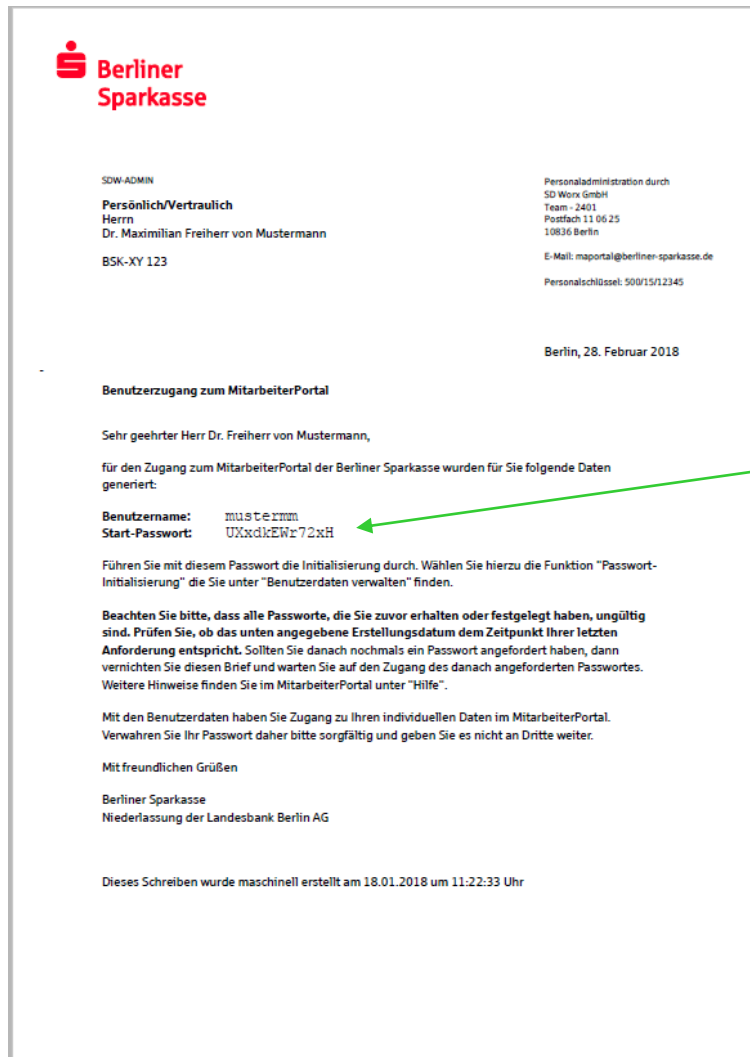 Berliner
Sparkasse
SDW-ADMIN
Persönlich/Vertraulich
Herrn
Dr. Maximilian Freiherr von Mustermann
BSK-XY 123
Personaladministration durch
SD Worx GmbH
Team - 2401
Postfach 11 06 25
10836 Berlin
E-Mail: maportal@berliner-sparkasse.de
Personalschlüssel: 500/15/12345
Berlin, 28. Februar 2018
-
Benutzerzugang zum MitarbeiterPortal
Sehr geehrter Herr Dr. Freiherr von Mustermann,
für den Zugang zum MitarbeiterPortal der Berliner Sparkasse wurden für Sie folgende Daten
generiert:
Benutzername: mustermm
Start-Passwort: UXxdkEWr72xH
Führen Sie mit diesem Passwort die Initialisierung durch. Wählen Sie hierzu die Funktion "Passwort-
Initialisierung" die Sie unter "Benutzerdaten verwalten" finden.
Beachten Sie bitte, dass alle Passworte, die Sie zuvor erhalten oder festgelegt haben, ungültig
sind. Prüfen Sie, ob das unten angegebene Erstellungsdatum dem Zeitpunkt Ihrer letzten
Anforderung entspricht. Sollten Sie danach nochmals ein Passwort angefordert haben, dann
vernichten Sie diesen Brief und warten Sie auf den Zugang des danach angeforderten Passwortes.
Weitere Hinweise finden Sie im MitarbeiterPortal unter "Hilfe".
Mit den Benutzerdaten haben Sie Zugang zu Ihren individuellen Daten im MitarbeiterPortal.
Verwahren Sie Ihr Passwort daher bitte sorgfältig und geben Sie es nicht an Dritte weiter.
Mit freundlichen Grüßen
Berliner Sparkasse
Niederlassung der Landesbank Berlin AG
Dieses Schreiben wurde maschinell erstellt am 18.01.2018 um 11:22:33 Uhr